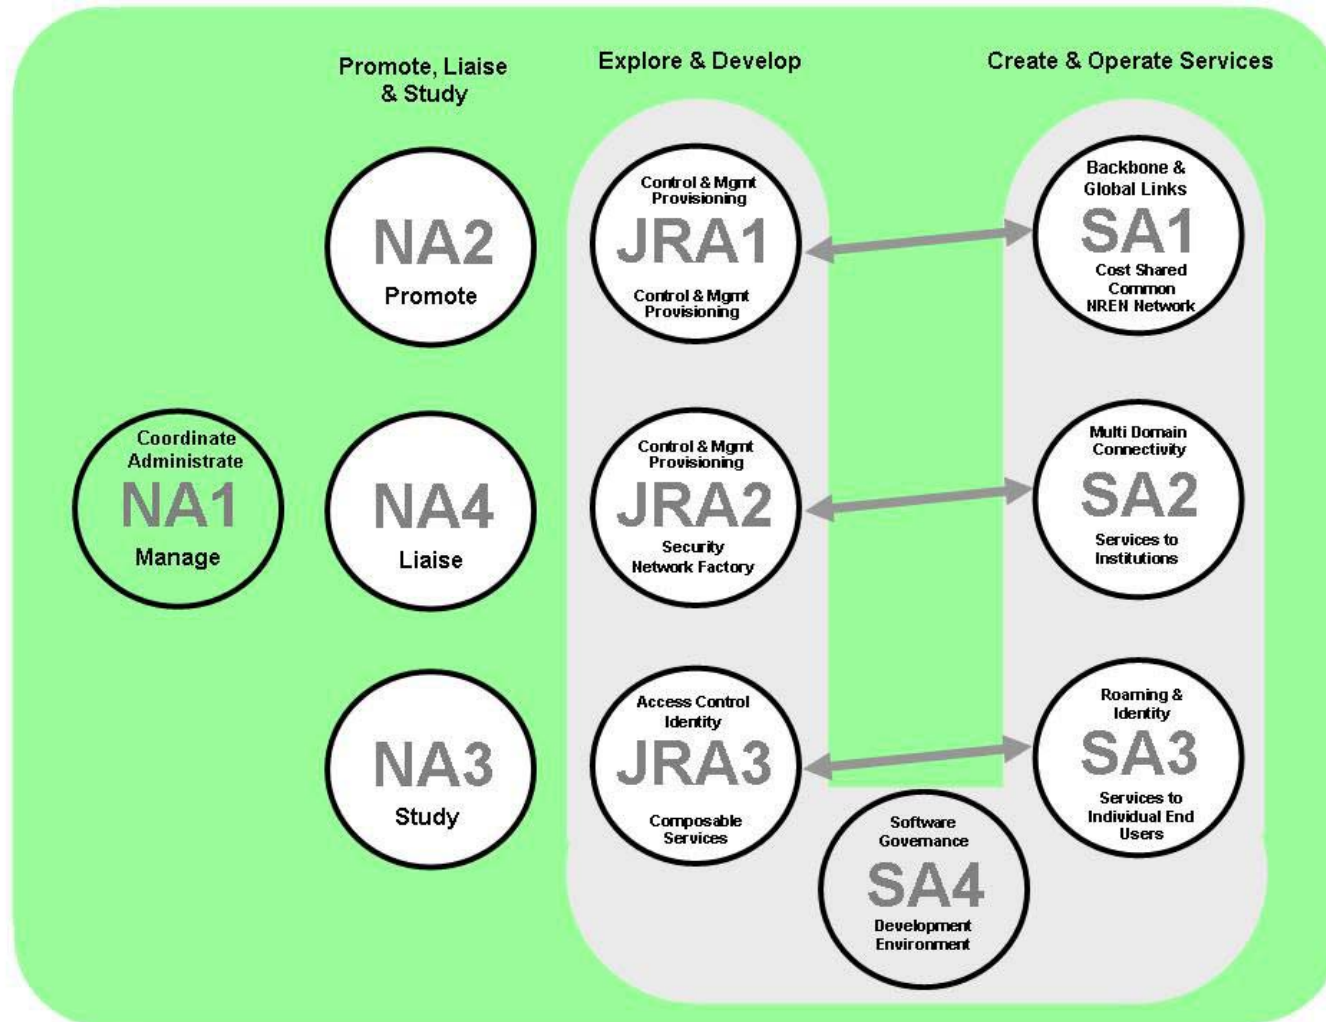 Promote, Liaise
& Study
Explore & Develop
Create & Operate Services
NA2
Promote
Control & Mgmt
Provisioning
JRA1
Control & Mgmt
Provisioning
Backbone &
Global Links
SA1
Cost Shared
Common
NREN Network
Coordinate
Administrate
NA1
Manage
NA4
Liaise
Control & Mgmt
Provisioning
JRA2
Security
Network Factory
Multi Domain
Connectivity
SA2
Services to
Institutions
NA3
Study
Access Control
Identity
JRA3
Composable
Services
Roaming &
Identity
SA3
Services to
Individual End
Users
Software
Governance
SA4
Development
Environment